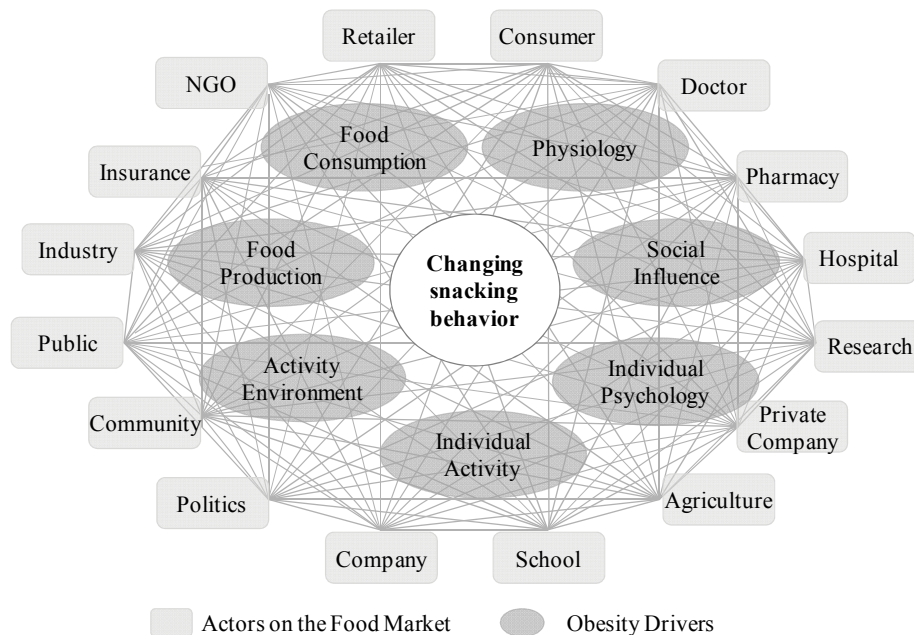 Retailer
Consumer
NGO
Doctor
Food
Consumption
Physiology
Insurance
Pharmacy
Industry
Food
Production
Changing
snacking
behavior
Social
Influence
Hospital
Public
Research
Activity
Environment
Individual
Psychology
Community
Private
Company
Individual
Activity
Politics
Agriculture
Company
School
Actors on the Food Market
Obesity Drivers